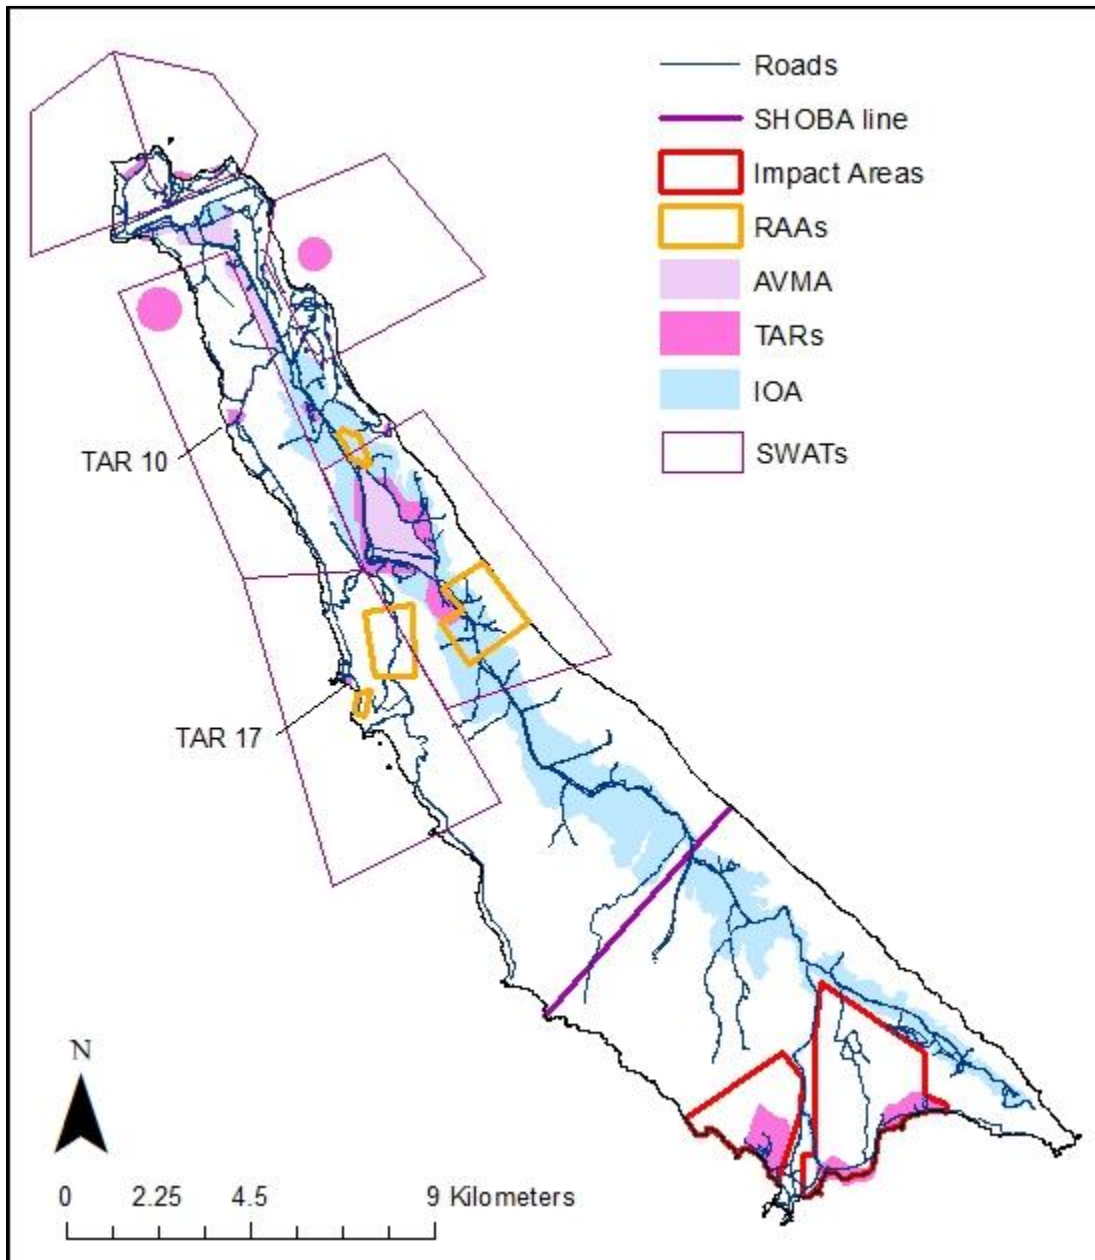 Roads
SHOBA line
Impact Areas
RAAs
AVMA
TARs
IOA
SWATs
TAR 10
TAR 17
N
0 2.25 4.5 9 Kilometers